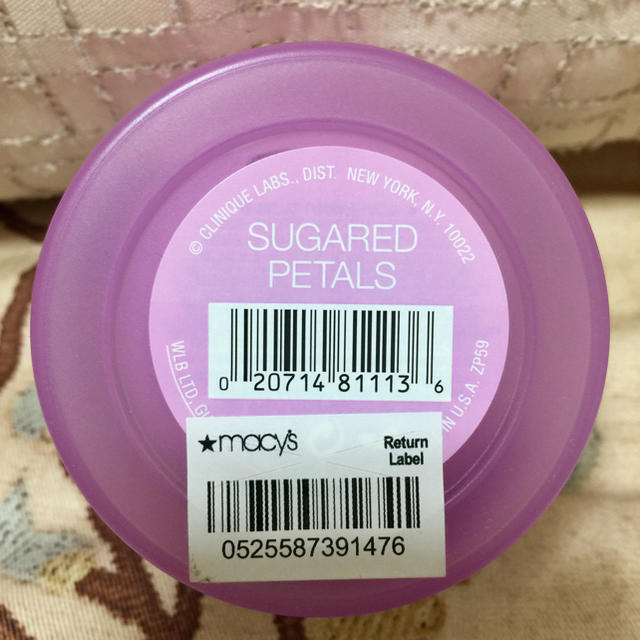 © CLINIQUE LABS., DIST. NEW YORK, N.Y. 10022
SUGARED
PETALS
0 20714 81113 6
WLB LTD.
IN U.S.A. ZP59
★macy's
Return
Label
0525587391476